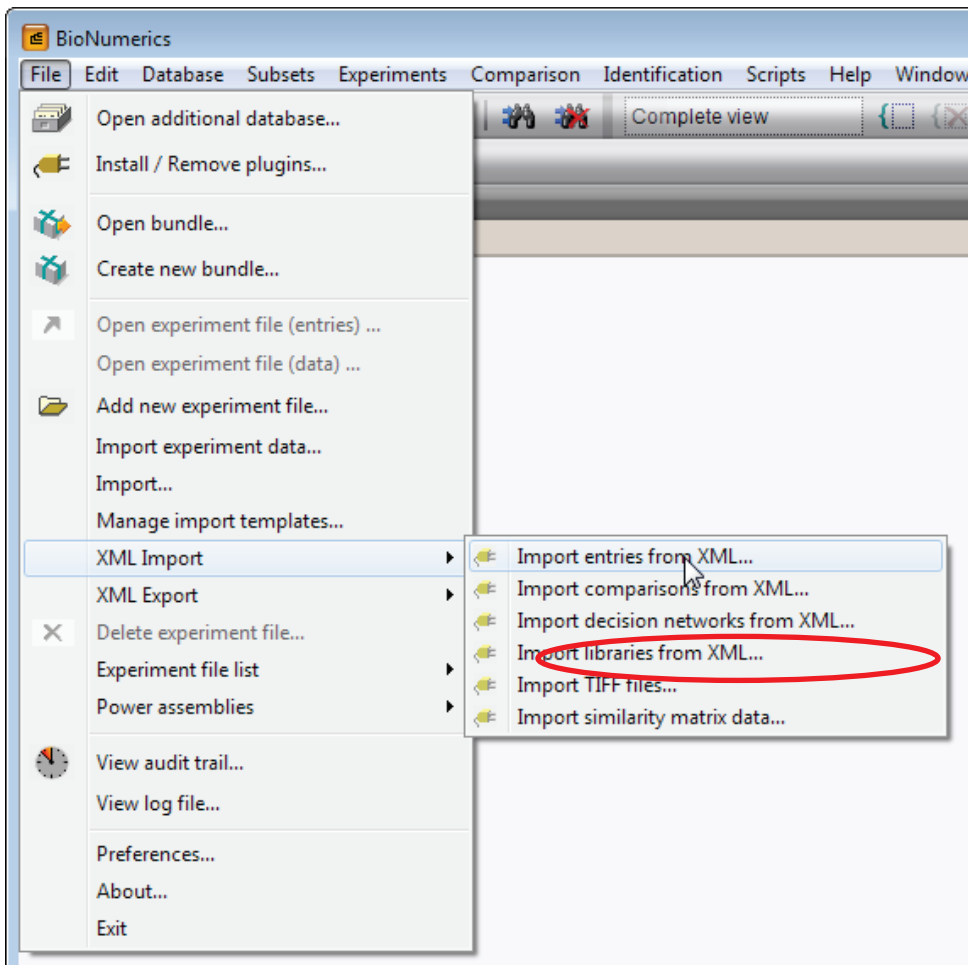 BioNumerics
File Edit Database Subsets Experiments Comparison Identification Scripts Help Window
Open additional database...
Complete view
Install / Remove plugins...
Open bundle...
Create new bundle...
Open experiment file (entries) ...
Open experiment file (data) ...
Add new experiment file...
Import experiment data...
Import...
Manage import templates...
XML Import
Import entries from XML...
Import comparisons from XML...
XML Export
Import decision networks from XML...
Delete experiment file...
Import libraries from XML...
Experiment file list
Import TIFF files...
Power assemblies
Import similarity matrix data...
View audit trail...
View log file...
Preferences...
About...
Exit